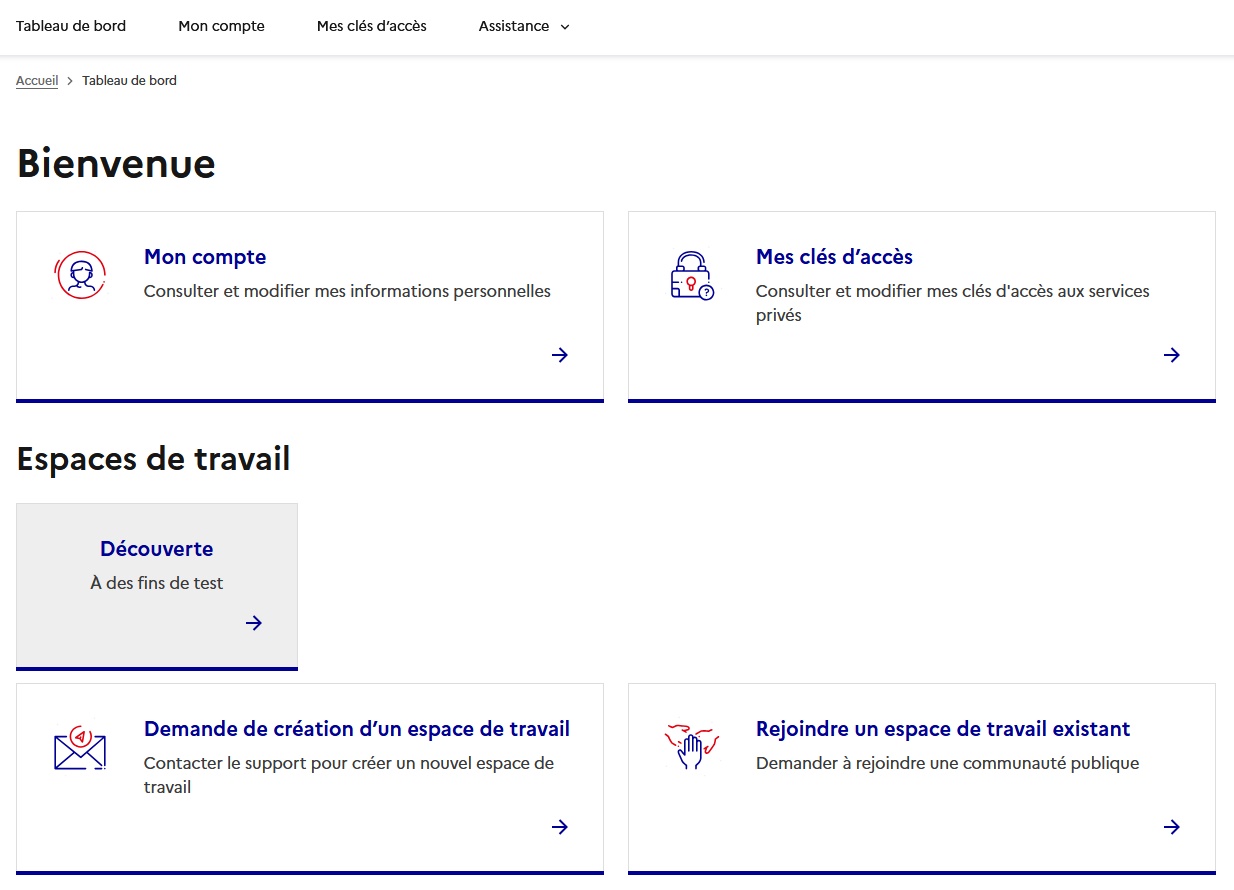 Tableau de bord Mon compte Mes clés d’accès Assistance
Accueil Tableau de bord
Bienvenue
Mon compte
Consulter et modifier mes informations personnelles
Mes clés d’accès
Consulter et modifier mes clés d'accès aux services
privés
Espaces de travail
Découverte
À des fins de test
Demande de création d’un espace de travail
Contacter le support pour créer un nouvel espace de
travail
Rejoindre un espace de travail existant
Demander à rejoindre une communauté publique